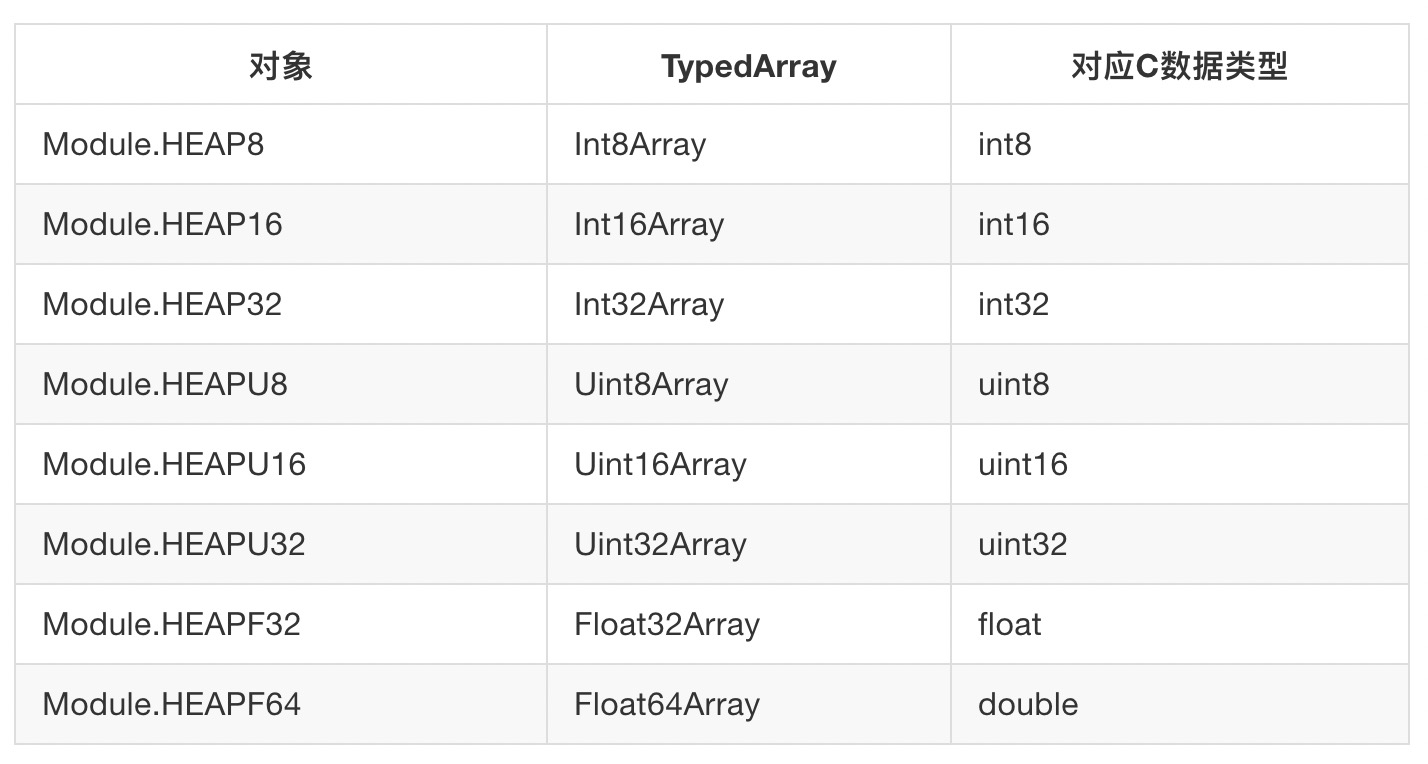 对象 TypedArray 对应C数据类型
Module.HEAP8 Int8Array int8
Module.HEAP16 Int16Array int16
Module.HEAP32 Int32Array int32
Module.HEAPU8 Uint8Array uint8
Module.HEAPU16 Uint16Array uint16
Module.HEAPU32 Uint32Array uint32
Module.HEAPF32 Float32Array float
Module.HEAPF64 Float64Array double